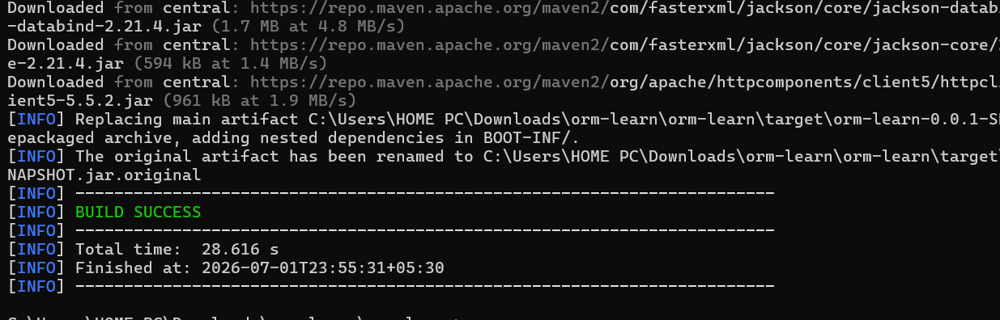 Downloaded from central: https://repo.maven.apache.org/maven2/com/fasterxml/jackson/core/jackson-datab
-databind-2.21.4.jar (1.7 MB at 4.8 MB/s)
Downloaded from central: https://repo.maven.apache.org/maven2/com/fasterxml/jackson/core/jackson-core/
e-2.21.4.jar (594 kB at 1.4 MB/s)
Downloaded from central: https://repo.maven.apache.org/maven2/org/apache/httpcomponents/client5/httpcl
ient5-5.5.2.jar (961 kB at 1.9 MB/s)
[INFO] Replacing main artifact C:\Users\HOME PC\Downloads\orm-learn\orm-learn\target\orm-learn-0.0.1-S
epackaged archive, adding nested dependencies in BOOT-INF/.
[INFO] The original artifact has been renamed to C:\Users\HOME PC\Downloads\orm-learn\orm-learn\target
NAPSHOT.jar.original
[INFO] ------------------------------------------------------------------------
[INFO] BUILD SUCCESS
[INFO] ------------------------------------------------------------------------
[INFO] Total time:  28.616 s
[INFO] Finished at: 2026-07-01T23:55:31+05:30
[INFO] ------------------------------------------------------------------------